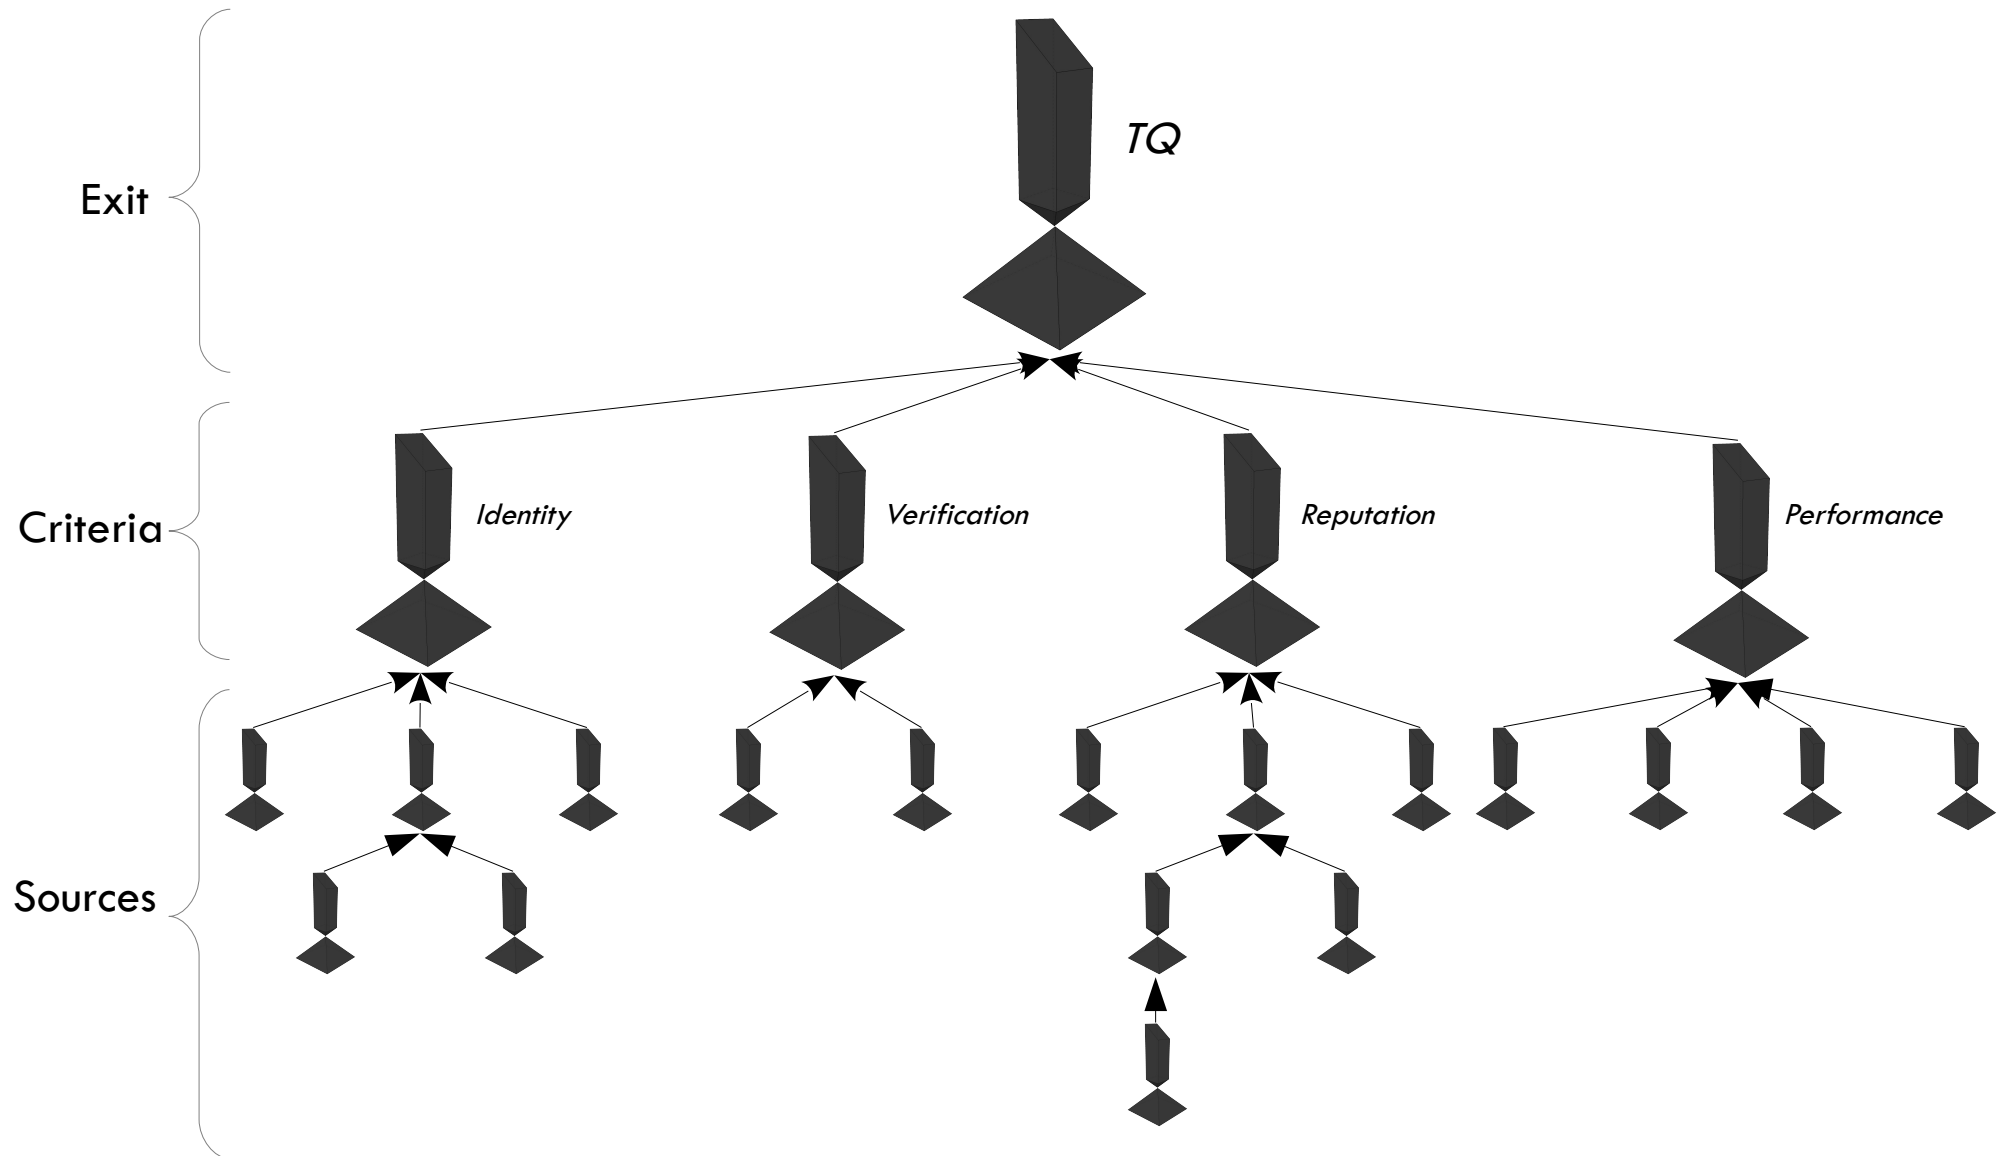 TQ
Exit
Identity
Verification
Reputation
Performance
Criteria
Sources